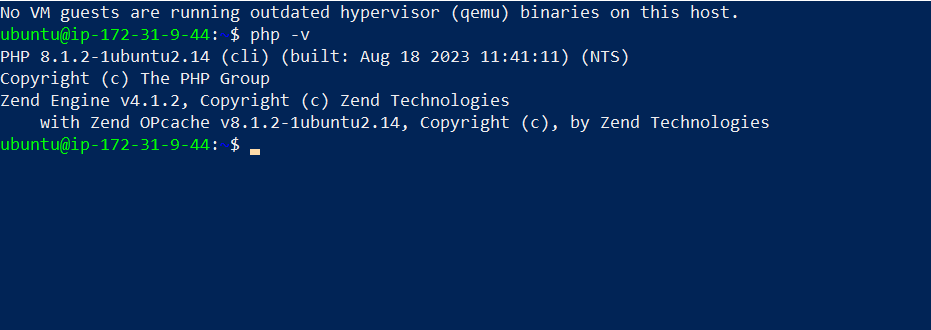 No VM guests are running outdated hypervisor (qemu) binaries on this host.
ubuntu@ip-172-31-9-44: $ php -v
PHP 8.1.2-1ubuntu2.14 (cli) (built: Aug 18 2023 11:41:11) (NTS)
Copyright (c) The PHP Group
Zend Engine v4.1.2, Copyright (c) Zend Technologies
    with Zend OPcache v8.1.2-1ubuntu2.14, Copyright (c), by Zend Technologies
ubuntu@ip-172-31-9-44: $